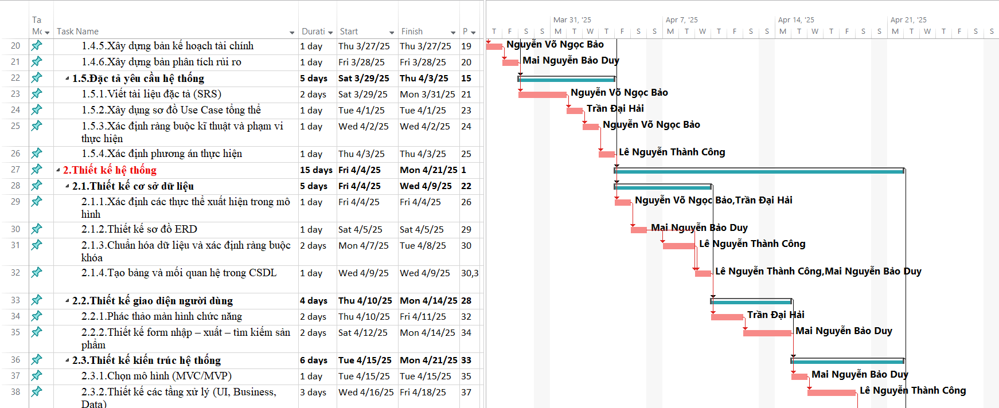 Ta
Mc Task Name Durati Start Finish P
Mar 31, '25 Apr 7, '25 Apr 14, '25 Apr 21, '25
T F S S M T W T F S S M T W T F S S M T W T F S S M T W T F S S
20 1.4.5.Xây dựng bản kế hoạch tài chính 1 day Thu 3/27/25 Thu 3/27/25 19 Nguyễn Võ Ngọc Bảo
21 1.4.6.Xây dựng bản phân tích rủi ro 1 day Fri 3/28/25 Fri 3/28/25 20 Mai Nguyễn Bảo Duy
22 1.5.Đặc tả yêu cầu hệ thống 5 days Sat 3/29/25 Thu 4/3/25 15
23 1.5.1.Viết tài liệu đặc tả (SRS) 2 days Sat 3/29/25 Mon 3/31/25 21 Nguyễn Võ Ngọc Bảo
24 1.5.2.Xây dụng sơ đồ Use Case tổng thể 1 day Tue 4/1/25 Tue 4/1/25 23 Trần Đại Hải
25 1.5.3.Xác định ràng buộc kĩ thuật và phạm vi 1 day Wed 4/2/25 Wed 4/2/25 24 Nguyễn Võ Ngọc Bảo
thực hiện
26 1.5.4.Xác định phương án thực hiện 1 day Thu 4/3/25 Thu 4/3/25 25 Lê Nguyễn Thành Công
27 2.Thiết kế hệ thống 15 days Fri 4/4/25 Mon 4/21/25 1
28 2.1.Thiết kế cơ sở dữ liệu 5 days Fri 4/4/25 Wed 4/9/25 22
29 2.1.1.Xác định các thực thể xuất hiện trong mô 1 day Fri 4/4/25 Fri 4/4/25 26 Nguyễn Võ Ngọc Bảo,Trần Đại Hải
hình
30 2.1.2.Thiết kế sơ đồ ERD 1 day Sat 4/5/25 Sat 4/5/25 29 Mai Nguyễn Bảo Duy
31 2.1.3.Chuẩn hóa dữ liệu và xác định ràng buộc 2 days Mon 4/7/25 Tue 4/8/25 30 Lê Nguyễn Thành Công
khóa
32 2.1.4.Tạo bảng và mối quan hệ trong CSDL 1 day Wed 4/9/25 Wed 4/9/25 30,3 Lê Nguyễn Thành Công,Mai Nguyễn Bảo Duy
33 2.2.Thiết kế giao diện người dùng 4 days Thu 4/10/25 Mon 4/14/25 28
34 2.2.1.Phác thảo màn hình chức năng 2 days Thu 4/10/25 Fri 4/11/25 32 Trần Đại Hải
35 2.2.2.Thiết kế form nhập – xuất – tìm kiếm sản 2 days Sat 4/12/25 Mon 4/14/25 34 Mai Nguyễn Bảo Duy
phẩm
36 2.3.Thiết kế kiến trúc hệ thống 6 days Tue 4/15/25 Mon 4/21/25 33
37 2.3.1.Chọn mô hình (MVC/MVP) 1 day Tue 4/15/25 Tue 4/15/25 35 Mai Nguyễn Bảo Duy
38 2.3.2.Thiết kế các tầng xử lý (UI, Business, 3 days Wed 4/16/25 Fri 4/18/25 37 Lê Nguyễn Thành Công
Data)